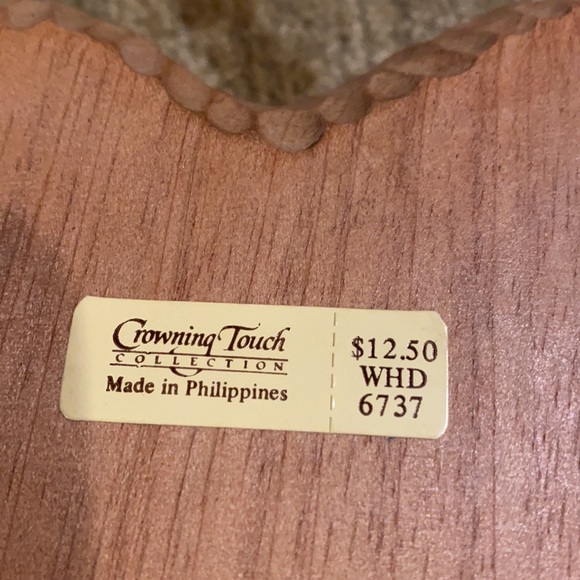 Crowning Touch
COLLECTION
Made in Philippines
$12.50
WHD
6737